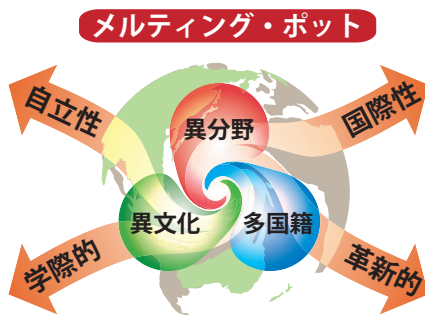 メルティング・ポット
自立性
国際性
異分野
異文化
多国籍
学際的
革新的